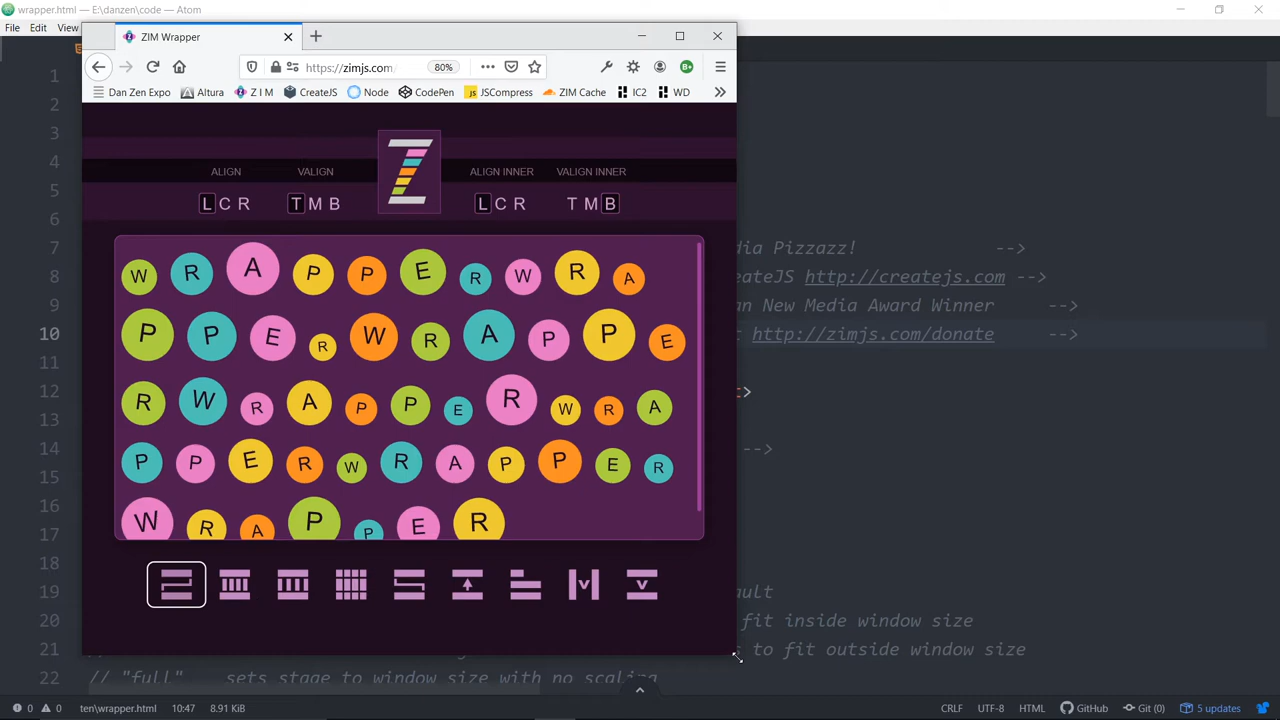 wrapper.html — E:\danzen\code — Atom
File Edit View
ZIM Wrapper
https://zimjs.com/
80%
Dan Zen Expo Altura Z I M CreateJS Node CodePen JSCompress ZIM Cache IC2 WD
ALIGN VALIGN ALIGN INNER VALIGN INNER
L C R T M B L C R T M B
W R A P P E R W R A
P P E R W R A P P E
R W R A P P E R W R A
P P E R W R A P P E R
W R A P P E R
1
2
3
4
5
6
7 dia Pizzazz! -->
8 eateJS http://createjs.com -->
9 an New Media Award Winner -->
10 t http://zimjs.com/donate -->
11
12 t>
13
14 -->
15
16
17
18
19 ault
20 fit inside window size
21 s to fit outside window size
22 // "full" sets stage to window size with no scaling
0 0 ten\wrapper.html 10:47 8.91 KiB CRLF UTF-8 HTML GitHub Git (0) 5 updates